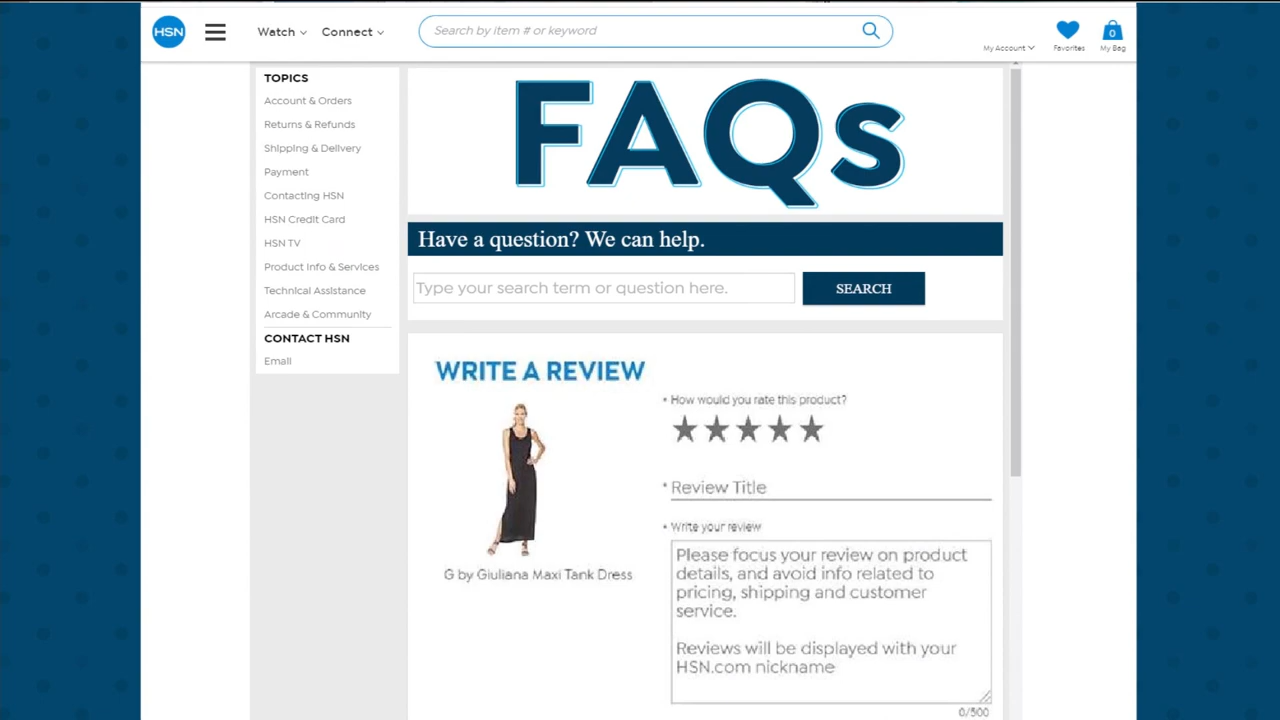 HSN
Watch
Connect
Search by item # or keyword
My Account
Favorites
0
My Bag
TOPICS
Account & Orders
Returns & Refunds
Shipping & Delivery
Payment
Contacting HSN
HSN Credit Card
HSN TV
Product Info & Services
Technical Assistance
Arcade & Community
CONTACT HSN
Email
FAQs
Have a question? We can help.
Type your search term or question here.
SEARCH
WRITE A REVIEW
G by Giuliana Maxi Tank Dress
* How would you rate this product?
* Review Title
* Write your review
Please focus your review on product
details, and avoid info related to
pricing, shipping and customer
service.
Reviews will be displayed with your
HSN.com nickname
0/500